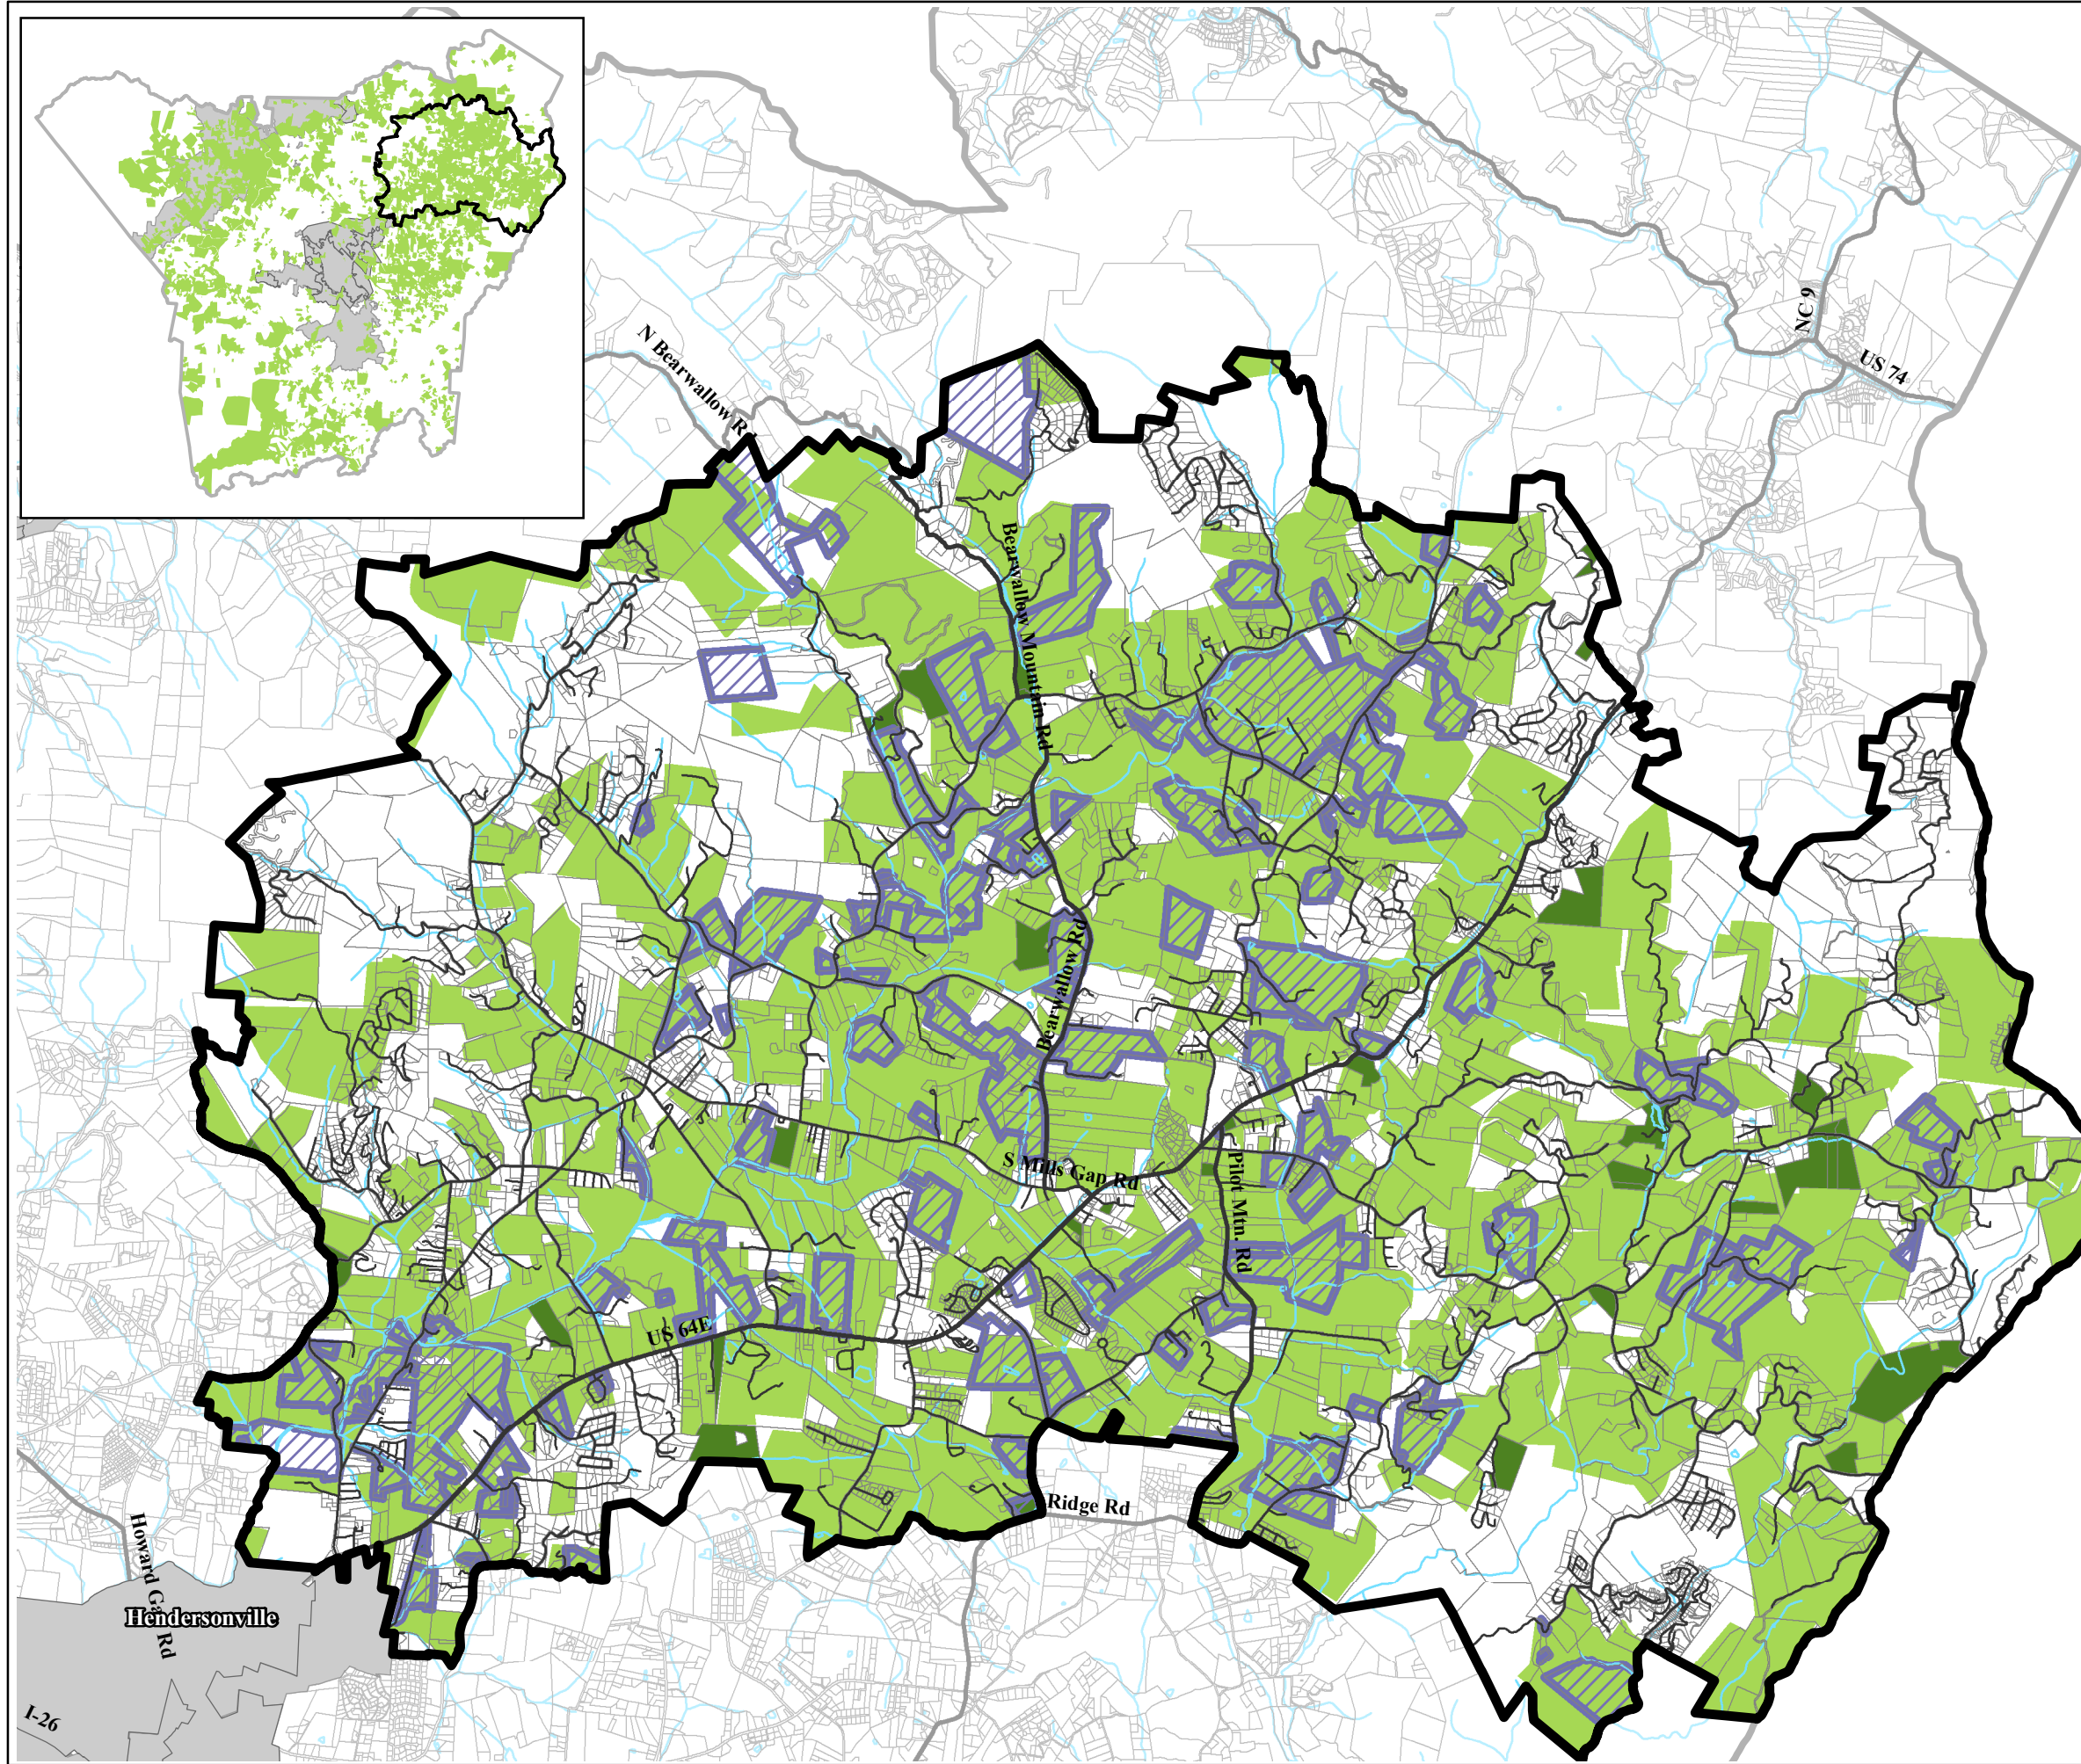 N Bearwallow Rd
NC 9
US 74
Bearwallow Mountain Rd
Bearwallow Rd
S Mills Gap Rd
Pilot Mtn. Rd
US 64E
Ridge Rd
Howard Gap Rd
Hendersonville
I-26